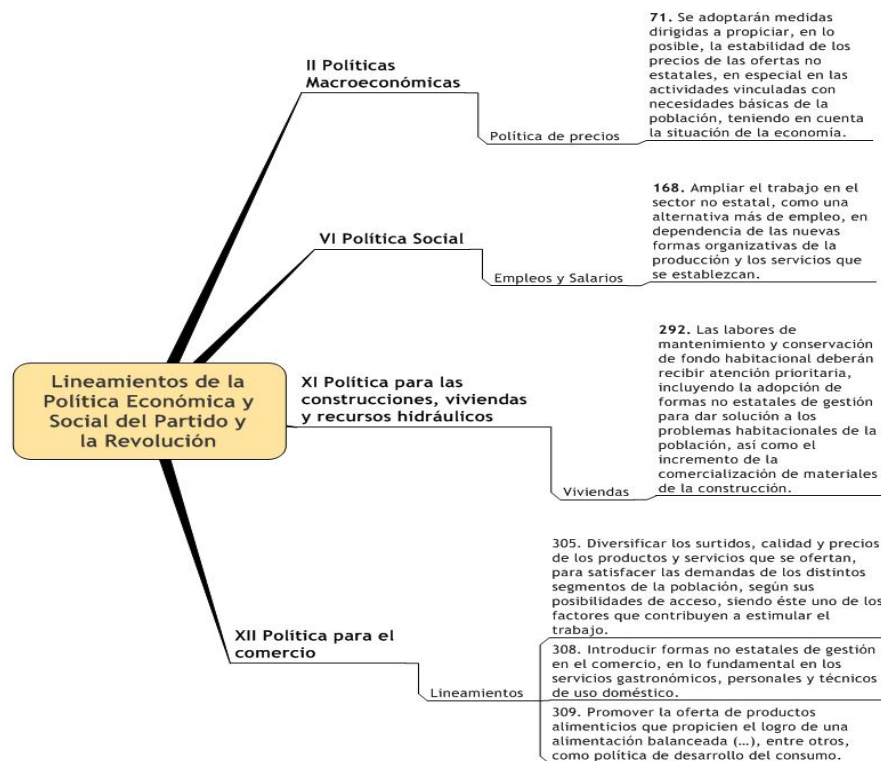 Lineamientos de la
Política Económica y
Social del Partido y
la Revolución
II Políticas
Macroeconómicas
Política de precios
71. Se adoptarán medidas
dirigidas a propiciar, en lo
posible, la estabilidad de los
precios de las ofertas no
estatales, en especial en las
actividades vinculadas con
necesidades básicas de la
población, teniendo en cuenta
la situación de la economía.
VI Política Social
Empleos y Salarios
168. Ampliar el trabajo en el
sector no estatal, como una
alternativa más de empleo, en
dependencia de las nuevas
formas organizativas de la
producción y los servicios que
se establezcan.
XI Política para las
construcciones, viviendas
y recursos hidráulicos
Viviendas
292. Las labores de
mantenimiento y conservación
de fondo habitacional deberán
recibir atención prioritaria,
incluyendo la adopción de
formas no estatales de gestión
para dar solución a los
problemas habitacionales de la
población, así como el
incremento de la
comercialización de materiales
de la construcción.
XII Política para el
comercio
Lineamientos
305. Diversificar los surtidos, calidad y precios
de los productos y servicios que se ofertan,
para satisfacer las demandas de los distintos
segmentos de la población, según sus
posibilidades de acceso, siendo éste uno de los
factores que contribuyen a estimular el
trabajo.
308. Introducir formas no estatales de gestión
en el comercio, en lo fundamental en los
servicios gastronómicos, personales y técnicos
de uso doméstico.
309. Promover la oferta de productos
alimenticios que propicien el logro de una
alimentación balanceada (...), entre otros,
como política de desarrollo del consumo.